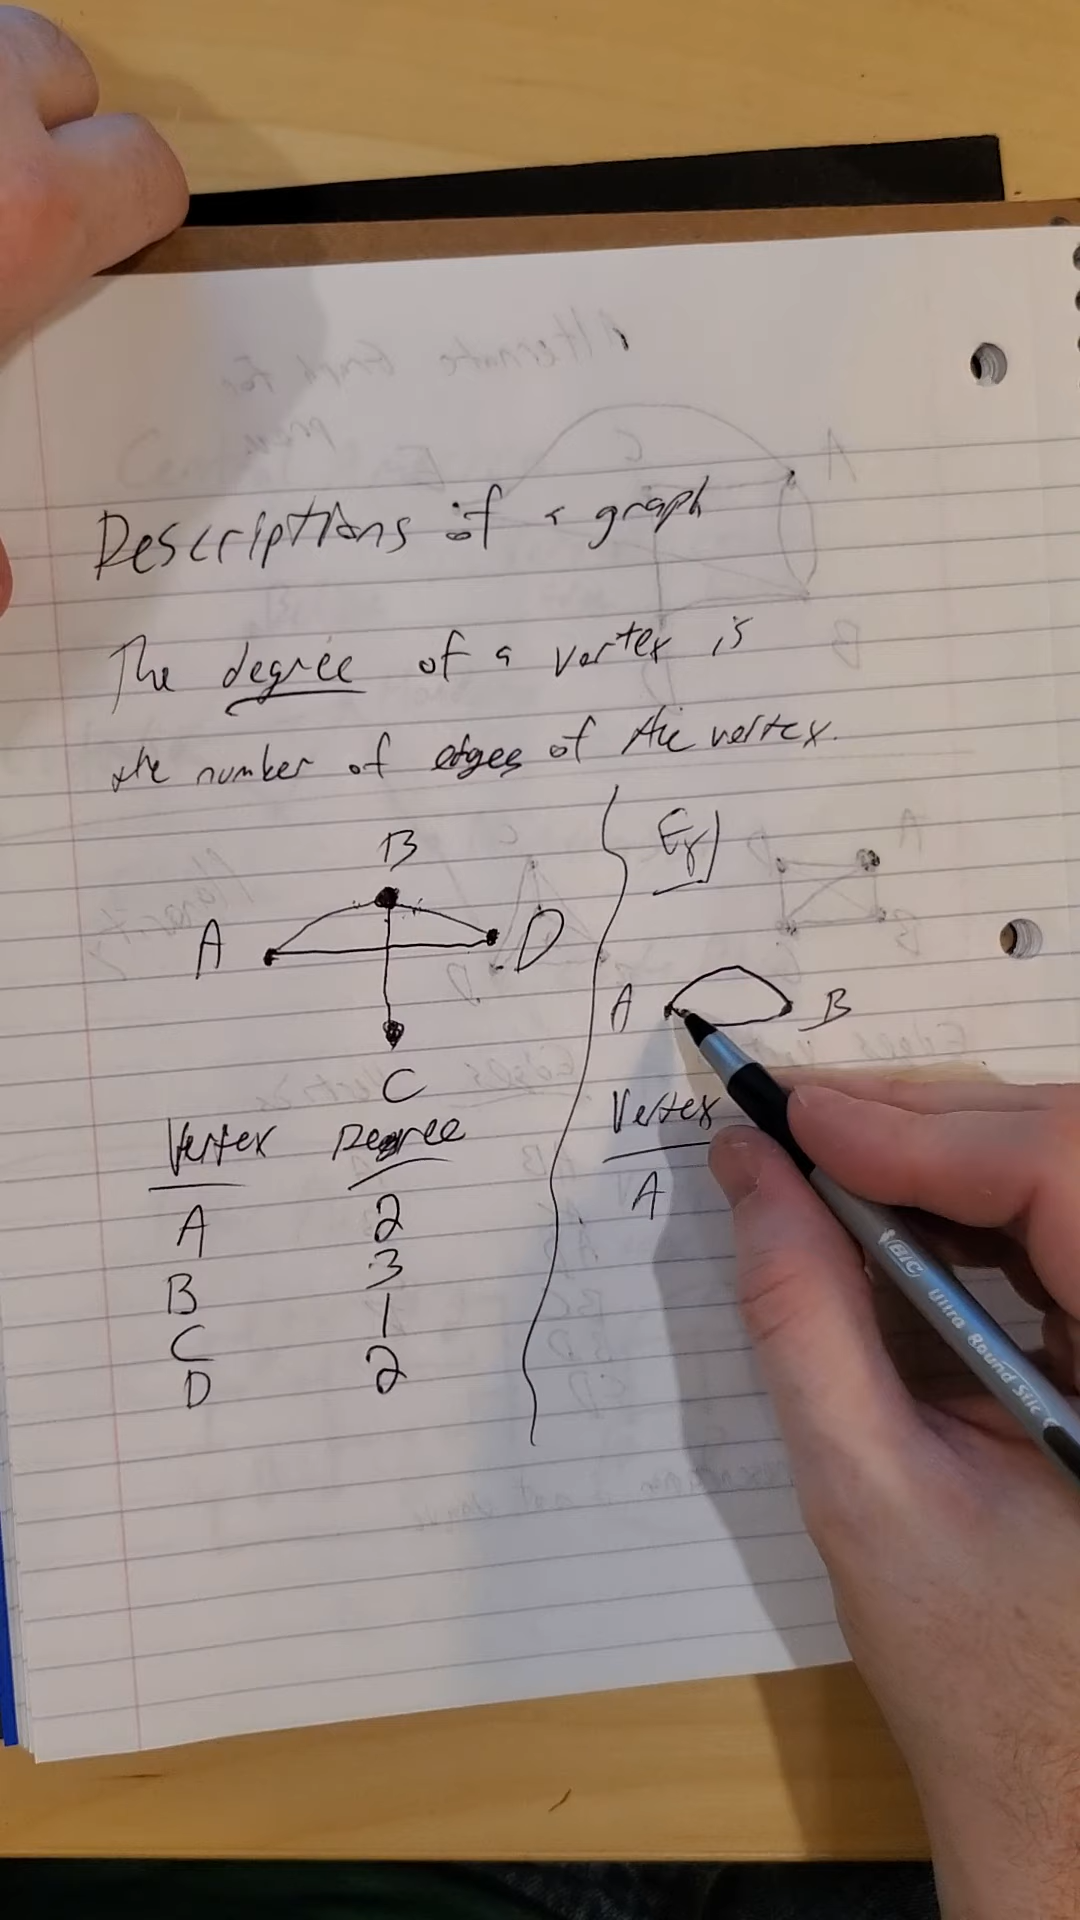 Descriptions of a graph
The degree of a vertex is
the number of edges of the vertex.
B
A
D
C
Vertex Degree
A 2
B 3
C 1
D 2
Ex)
A B
Vertex
A
BIC Ultra Round Stic